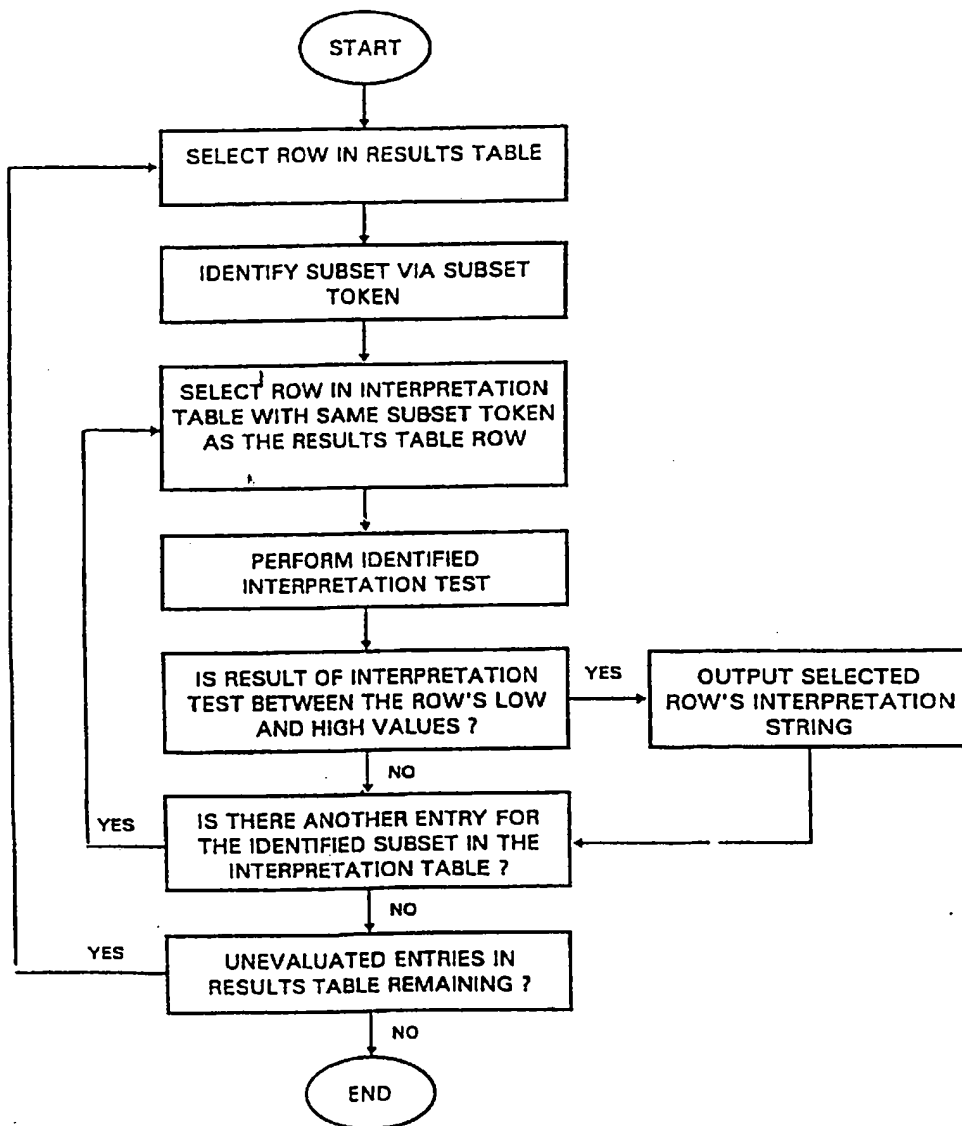 START
SELECT ROW IN RESULTS TABLE
IDENTIFY SUBSET VIA SUBSET
TOKEN
SELECT ROW IN INTERPRETATION
TABLE WITH SAME SUBSET TOKEN
AS THE RESULTS TABLE ROW
PERFORM IDENTIFIED
INTERPRETATION TEST
IS RESULT OF INTERPRETATION
TEST BETWEEN THE ROW'S LOW
AND HIGH VALUES ?
YES
OUTPUT SELECTED
ROW'S INTERPRETATION
STRING
NO
YES
IS THERE ANOTHER ENTRY FOR
THE IDENTIFIED SUBSET IN THE
INTERPRETATION TABLE ?
NO
YES
UNEVALUATED ENTRIES IN
RESULTS TABLE REMAINING ?
NO
END